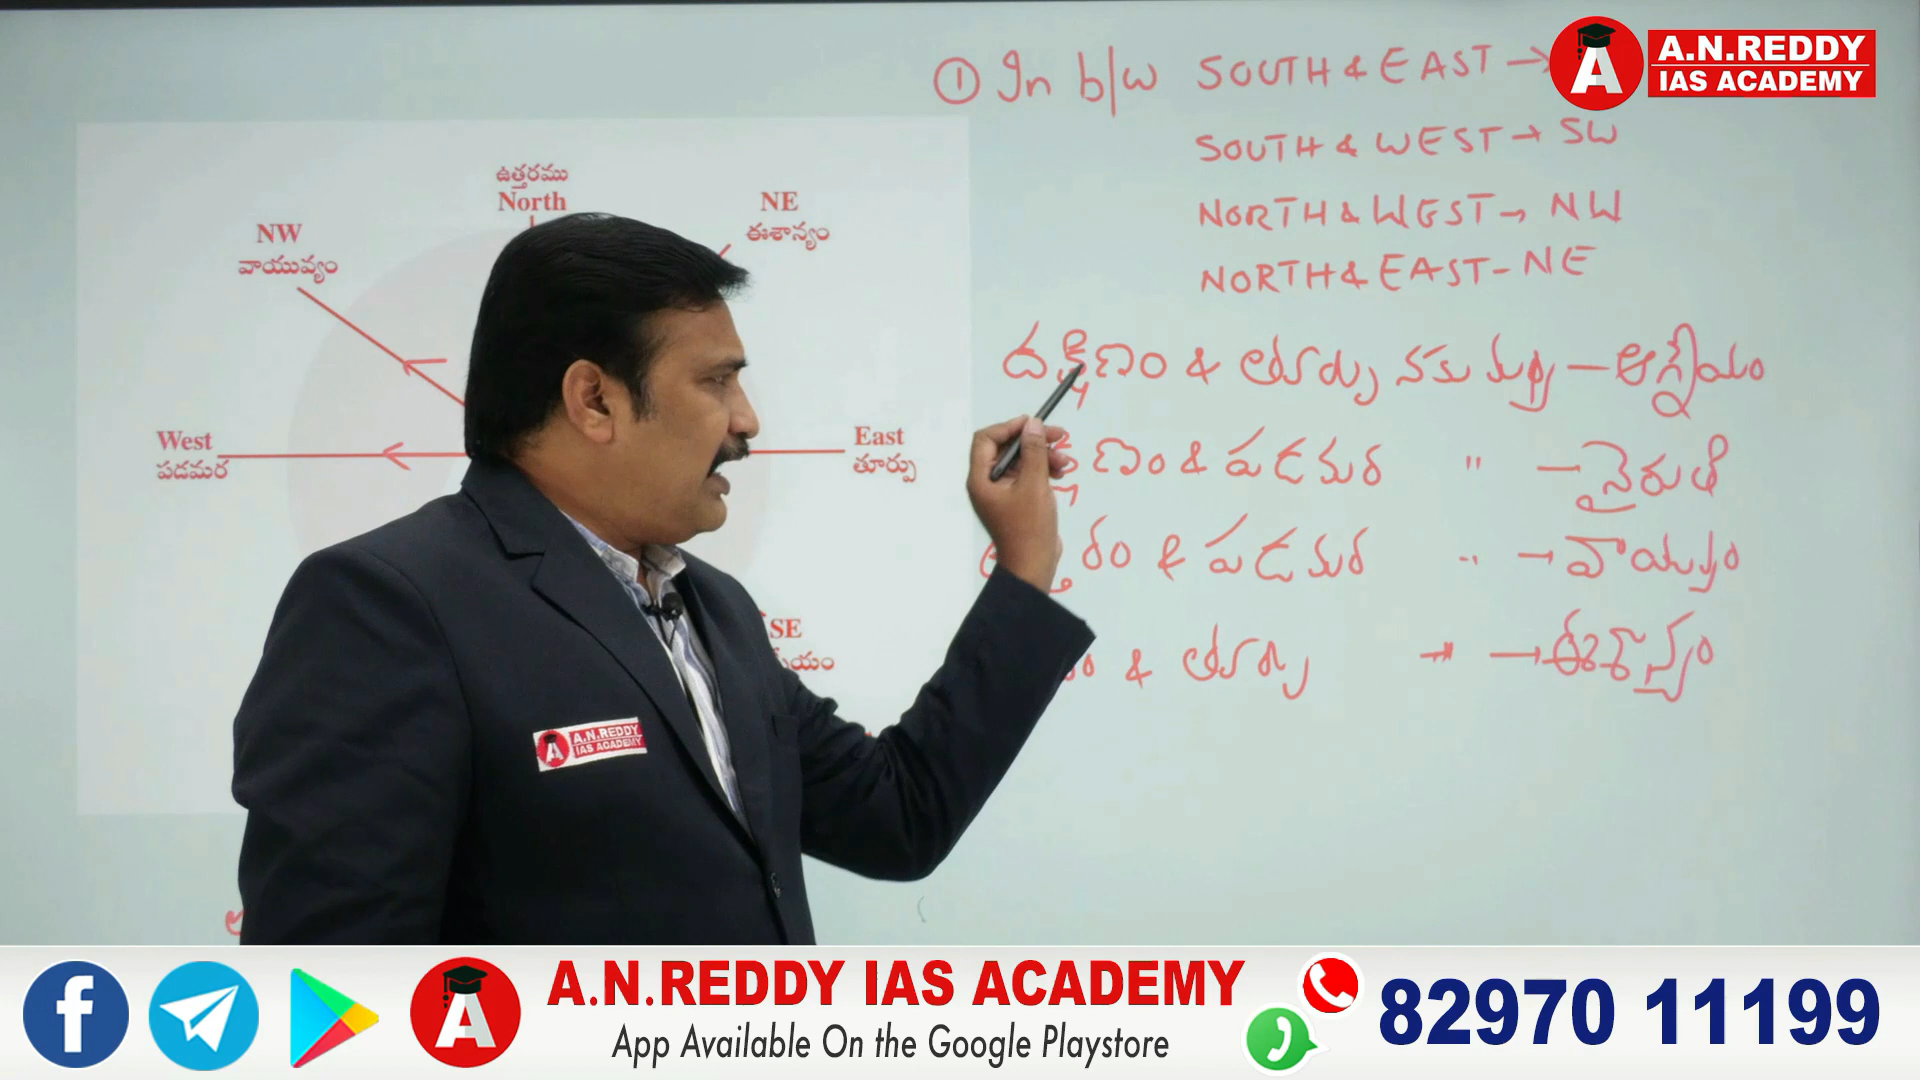 ① In b/w SOUTH & EAST →
SOUTH & WEST → SW
NORTH & WEST → NW
NORTH & EAST - NE
దక్షిణం & తూర్పు నకు మధ్య — ఆగ్నేయం
& పడమర " → నైరుతి
& పడమర " → వాయువ్యం
& తూర్పు " → ఈశాన్యం
ఉత్తరము
North
NE
ఈశాన్యం
NW
వాయువ్యం
West
పడమర
East
తూర్పు
SE
A.N.REDDY
IAS ACADEMY
A.N.REDDY
IAS ACADEMY
A.N.REDDY IAS ACADEMY
App Available On the Google Playstore
82970 11199